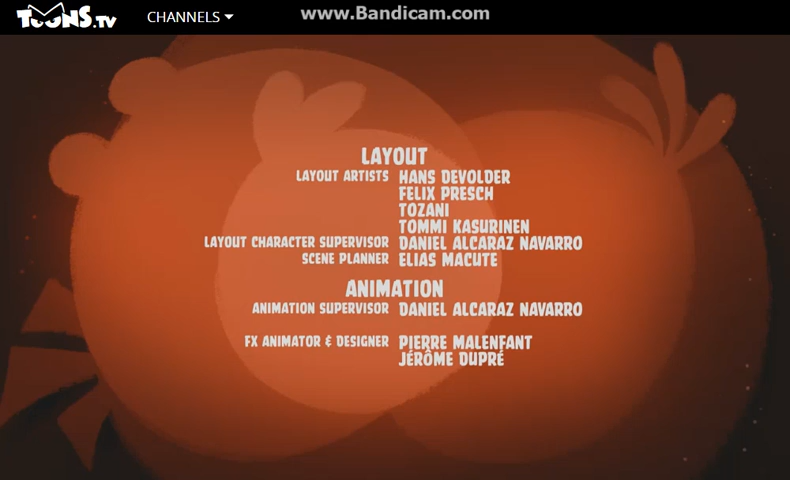 TOONS.TV
CHANNELS
www.Bandicam.com
LAYOUT
LAYOUT ARTISTS HANS DEVOLDER
FELIX PRESCH
TOZANI
TOMMI KASURINEN
LAYOUT CHARACTER SUPERVISOR DANIEL ALCARAZ NAVARRO
SCENE PLANNER ELIAS MACUTE
ANIMATION
ANIMATION SUPERVISOR DANIEL ALCARAZ NAVARRO
FX ANIMATOR & DESIGNER PIERRE MALENFANT
JÉRÔME DUPRÉ